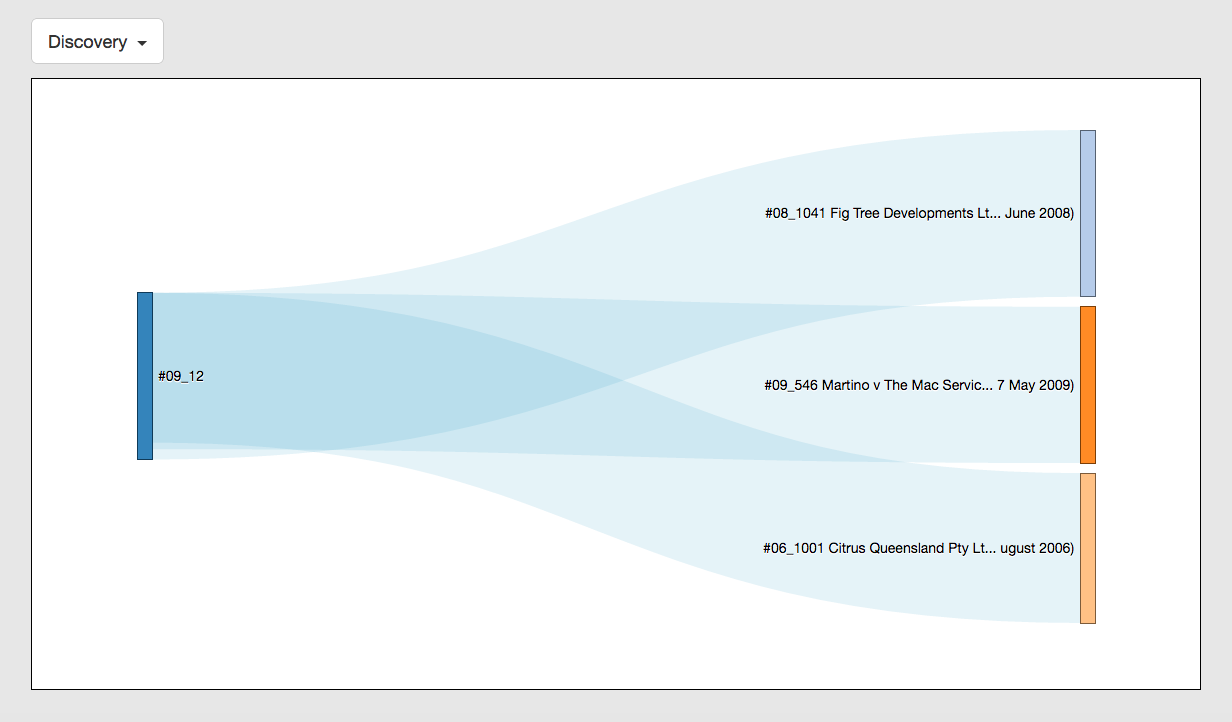 Discovery
#08_1041 Fig Tree Developments Lt... June 2008)
#09_12
#09_546 Martino v The Mac Servic... 7 May 2009)
#06_1001 Citrus Queensland Pty Lt... ugust 2006)